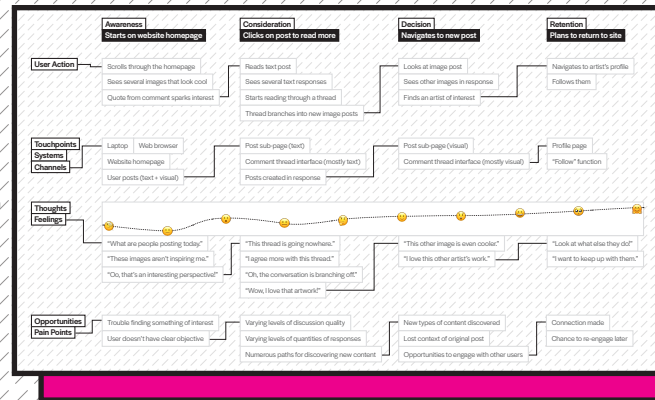 Awareness
Starts on website homepage
Consideration
Clicks on post to read more
Decision
Navigates to new post
Retention
Plans to return to site
User Action
Scrolls through the homepage
Sees several images that look cool
Quote from comment sparks interest
Reads text post
Sees several text responses
Starts reading through a thread
Thread branches into new image posts
Looks at image post
Sees other images in response
Finds an artist of interest
Navigates to artist's profile
Follows them
Touchpoints
Systems
Channels
Laptop
Web browser
Website homepage
User posts (text + visual)
Post sub-page (text)
Comment thread interface (mostly text)
Posts created in response
Post sub-page (visual)
Comment thread interface (mostly visual)
Profile page
"Follow" function
Thoughts
Feelings
"What are people posting today."
"These images aren't inspiring me."
"Oo, that's an interesting perspective!"
"This thread is going nowhere."
"I agree more with this thread."
"Oh, the conversation is branching off."
"Wow, I love that artwork!"
"This other image is even cooler."
"I love this other artist's work."
"Look at what else they do!"
"I want to keep up with them."
Opportunities
Pain Points
Trouble finding something of interest
User doesn't have clear objective
Varying levels of discussion quality
Varying levels of quantities of responses
Numerous paths for discovering new content
New types of content discovered
Lost context of original post
Opportunities to engage with other users
Connection made
Chance to re-engage later